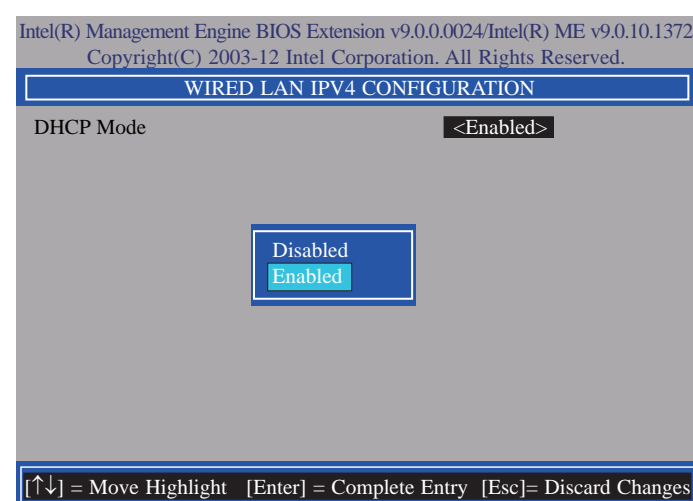 Intel(R) Management Engine BIOS Extension v9.0.0.0024/Intel(R) ME v9.0.10.1372
Copyright(C) 2003-12 Intel Corporation. All Rights Reserved.
WIRED LAN IPV4 CONFIGURATION
DHCP Mode <Enabled>
Disabled
Enabled
[↑↓] = Move Highlight [Enter] = Complete Entry [Esc]= Discard Changes